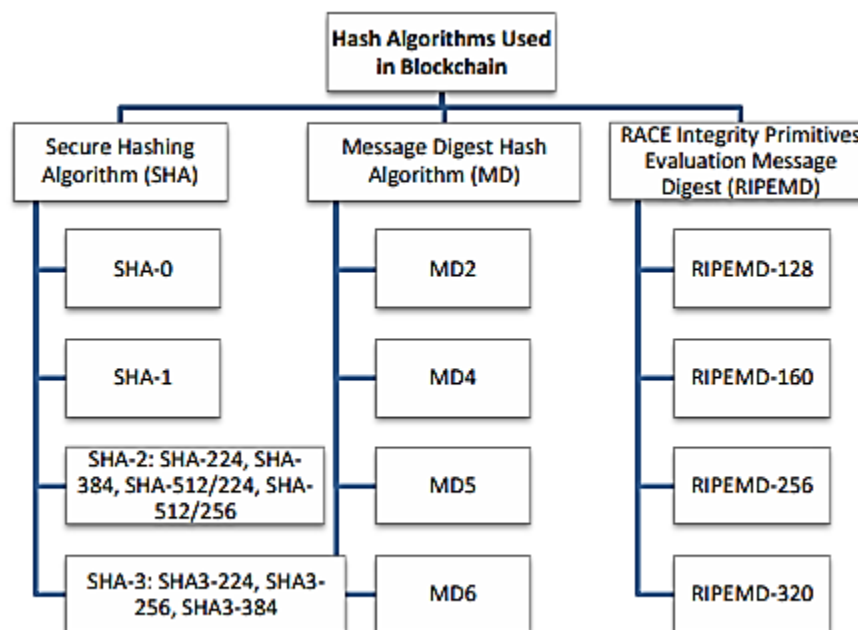 Hash Algorithms Used
in Blockchain
Secure Hashing
Algorithm (SHA)
SHA-0
SHA-1
SHA-2: SHA-224, SHA-
384, SHA-512/224, SHA-
512/256
SHA-3: SHA3-224, SHA3-
256, SHA3-384
Message Digest Hash
Algorithm (MD)
MD2
MD4
MD5
MD6
RACE Integrity Primitives
Evaluation Message
Digest (RIPEMD)
RIPEMD-128
RIPEMD-160
RIPEMD-256
RIPEMD-320